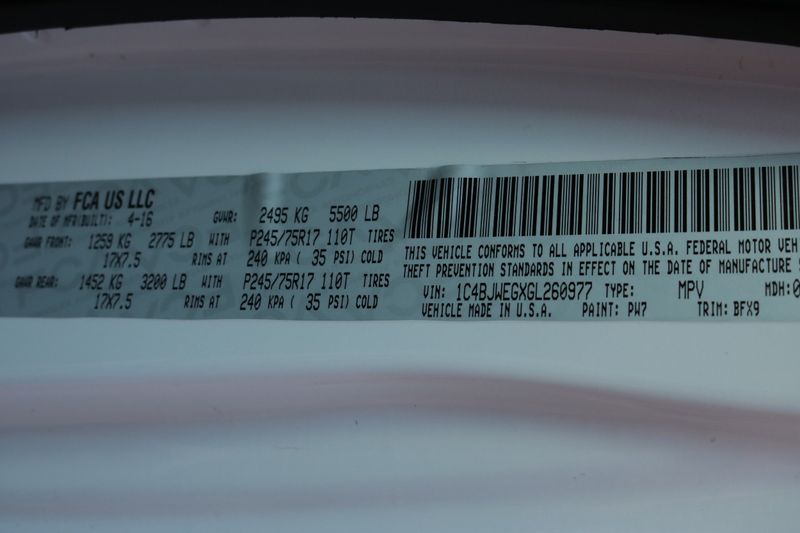 MFD BY FCA US LLC
DATE OF MFR(BUILT): 4-16 GVWR: 2495 KG 5500 LB
GAWR FRONT: 1259 KG 2775 LB WITH P245/75R17 110T TIRES
17X7.5 RIMS AT 240 KPA ( 35 PSI) COLD
GAWR REAR: 1452 KG 3200 LB WITH P245/75R17 110T TIRES
17X7.5 RIMS AT 240 KPA ( 35 PSI) COLD
THIS VEHICLE CONFORMS TO ALL APPLICABLE U.S.A. FEDERAL MOTOR VEH
THEFT PREVENTION STANDARDS IN EFFECT ON THE DATE OF MANUFACTURE
VIN: 1C4BJWEGXGL260977 TYPE: MPV MDH:0
VEHICLE MADE IN U.S.A. PAINT: PW7 TRIM: BFX9